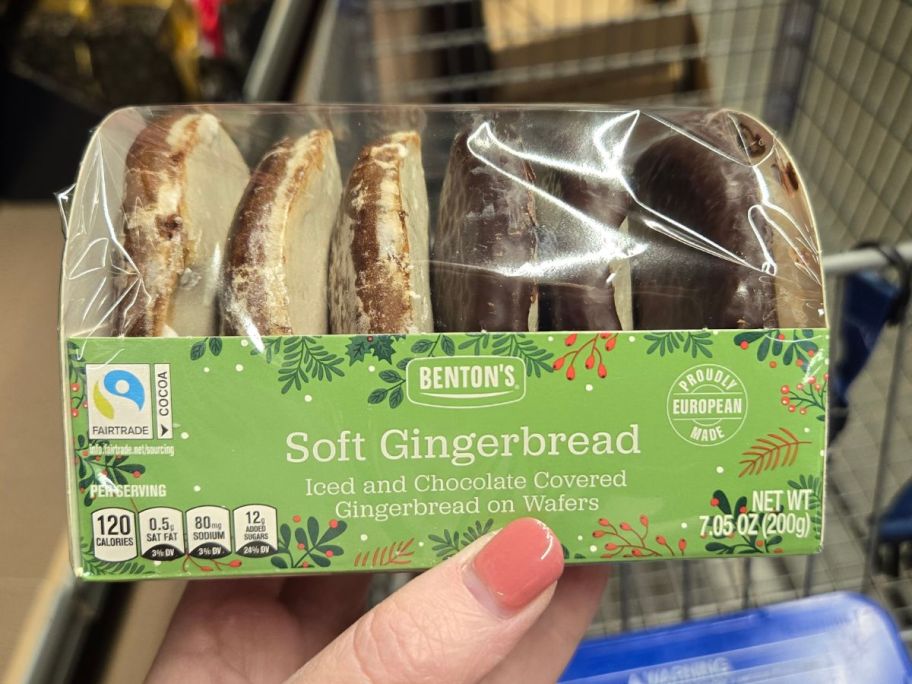 BENTON'S
PROUDLY
EUROPEAN
MADE
FAIRTRADE
COCOA
info.fairtrade.net/sourcing
Soft Gingerbread
Iced and Chocolate Covered
Gingerbread on Wafers
PER SERVING
120
CALORIES
0.5g
SAT FAT
3% DV
80mg
SODIUM
3% DV
12g
ADDED
SUGARS
24% DV
NET WT
7.05 OZ (200g)
WARNING